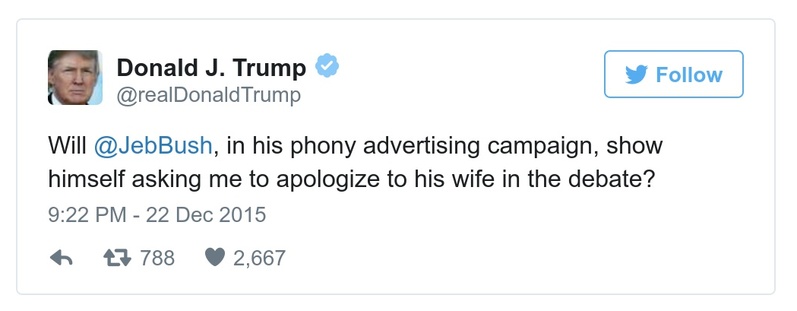 Donald J. Trump
@realDonaldTrump
Follow
Will @JebBush, in his phony advertising campaign, show
himself asking me to apologize to his wife in the debate?
9:22 PM - 22 Dec 2015
788 2,667